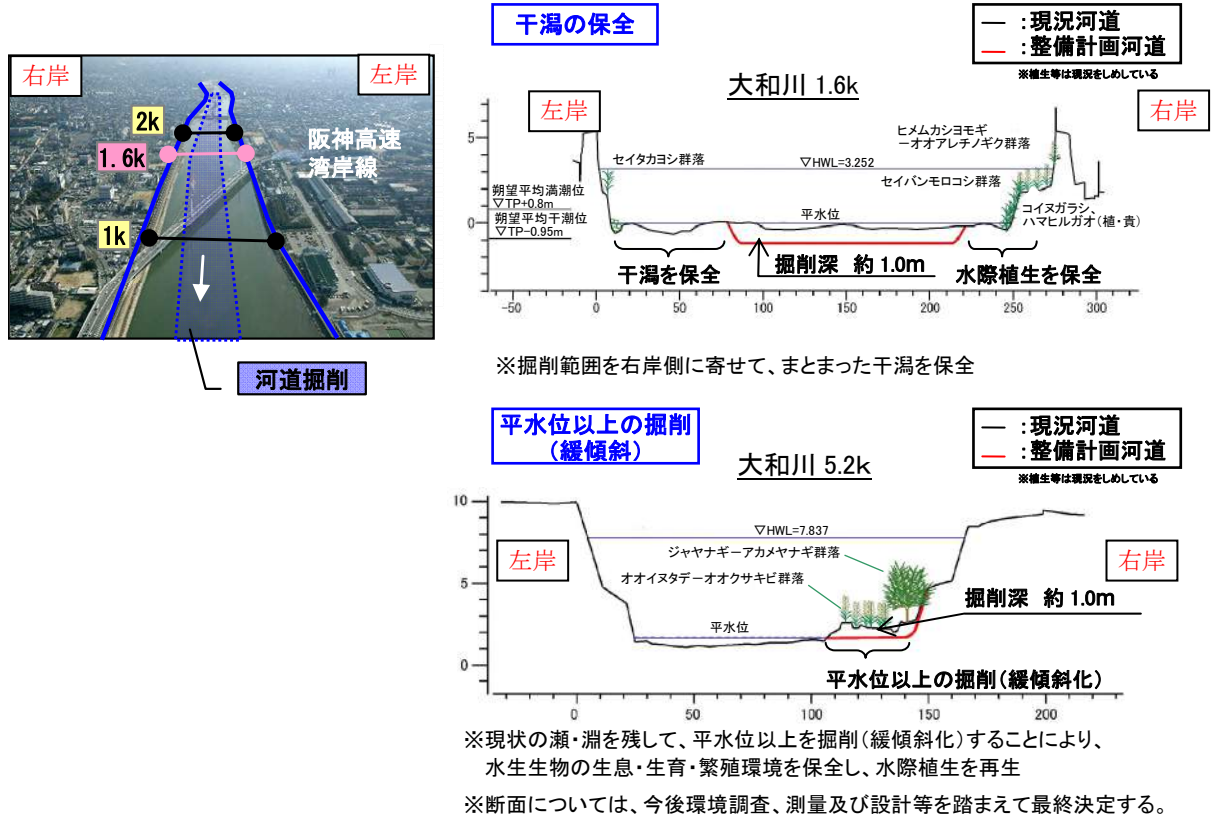 右岸
左岸
2k
1.6k
1k
阪神高速
湾岸線
河道掘削
干潟の保全
― ：現況河道
― ：整備計画河道
※植生等は現況をしめしている
大和川 1.6k
左岸
右岸
5
0
セイタカヨシ群落
▽HWL=3.252
ヒメムカシヨモギ
ーオオアレチノギク群落
セイバンモロコシ群落
朔望平均満潮位
▽TP+0.8m
朔望平均干潮位
▽TP-0.95m
平水位
コイヌガラシ、
ハマヒルガオ（植・貴）
干潟を保全
掘削深 約 1.0m
水際植生を保全
-50 0 50 100 150 200 250 300
※掘削範囲を右岸側に寄せて、まとまった干潟を保全
平水位以上の掘削
（緩傾斜）
― ：現況河道
― ：整備計画河道
※植生等は現況をしめしている
大和川 5.2k
10
5
0
左岸
右岸
▽HWL=7.837
ジャヤナギーアカメヤナギ群落
オオイヌタデーオオクサキビ群落
掘削深 約 1.0m
平水位
平水位以上の掘削（緩傾斜化）
0 50 100 150 200
※現状の瀬・淵を残して、平水位以上を掘削（緩傾斜化）することにより、
水生生物の生息・生育・繁殖環境を保全し、水際植生を再生
※断面については、今後環境調査、測量及び設計等を踏まえて最終決定する。